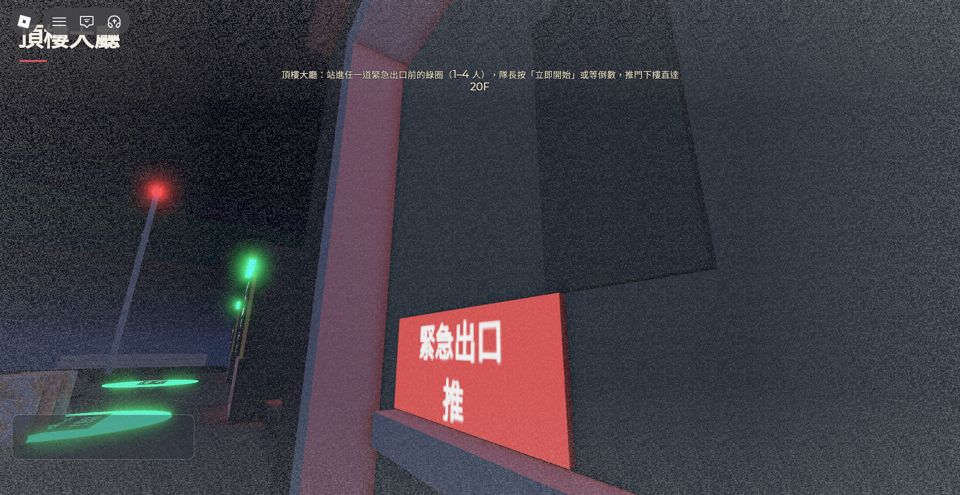 頂樓大廳
頂樓大廳：站進任一道緊急出口前的綠圈（1–4 人），隊長按「立即開始」或等倒數，推門下樓直達
20F
緊急出口
推